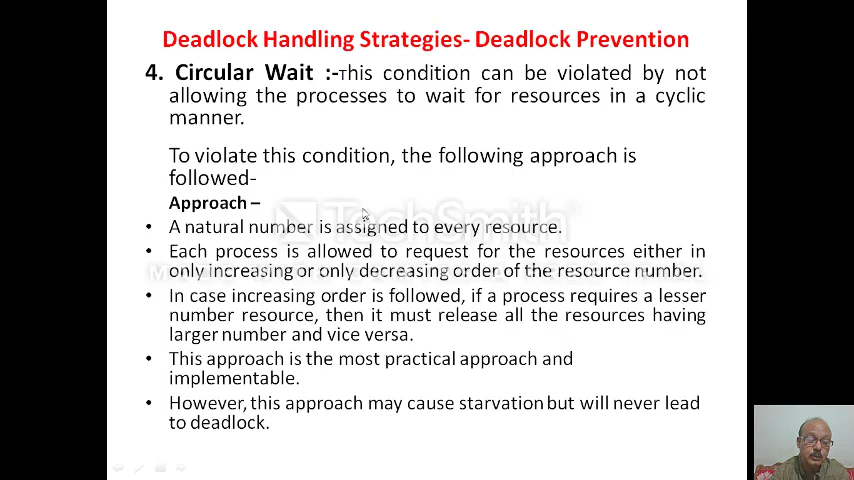 Deadlock Handling Strategies- Deadlock Prevention
4. Circular Wait :-This condition can be violated by not
allowing the processes to wait for resources in a cyclic
manner.
To violate this condition, the following approach is
followed-
Approach –
TechSmith
• A natural number is assigned to every resource.
• Each process is allowed to request for the resources either in
only increasing or only decreasing order of the resource number.
• In case increasing order is followed, if a process requires a lesser
number resource, then it must release all the resources having
larger number and vice versa.
• This approach is the most practical approach and
implementable.
• However, this approach may cause starvation but will never lead
to deadlock.